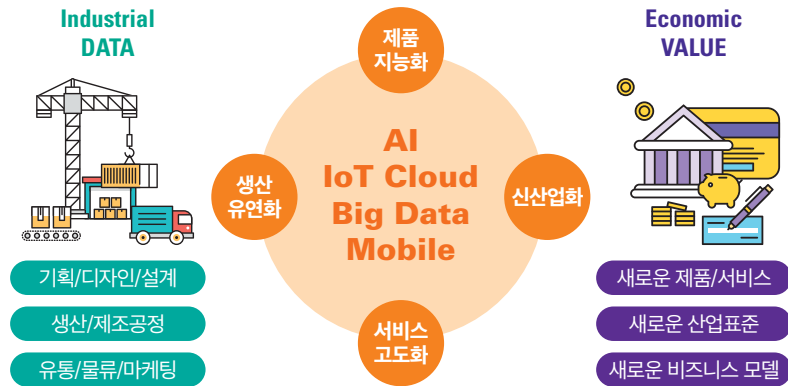 Industrial
DATA
기획/디자인/설계
생산/제조공정
유통/물류/마케팅
제품
지능화
생산
유연화
AI
IoT Cloud
Big Data
Mobile
신산업화
서비스
고도화
Economic
VALUE
새로운 제품/서비스
새로운 산업표준
새로운 비즈니스 모델